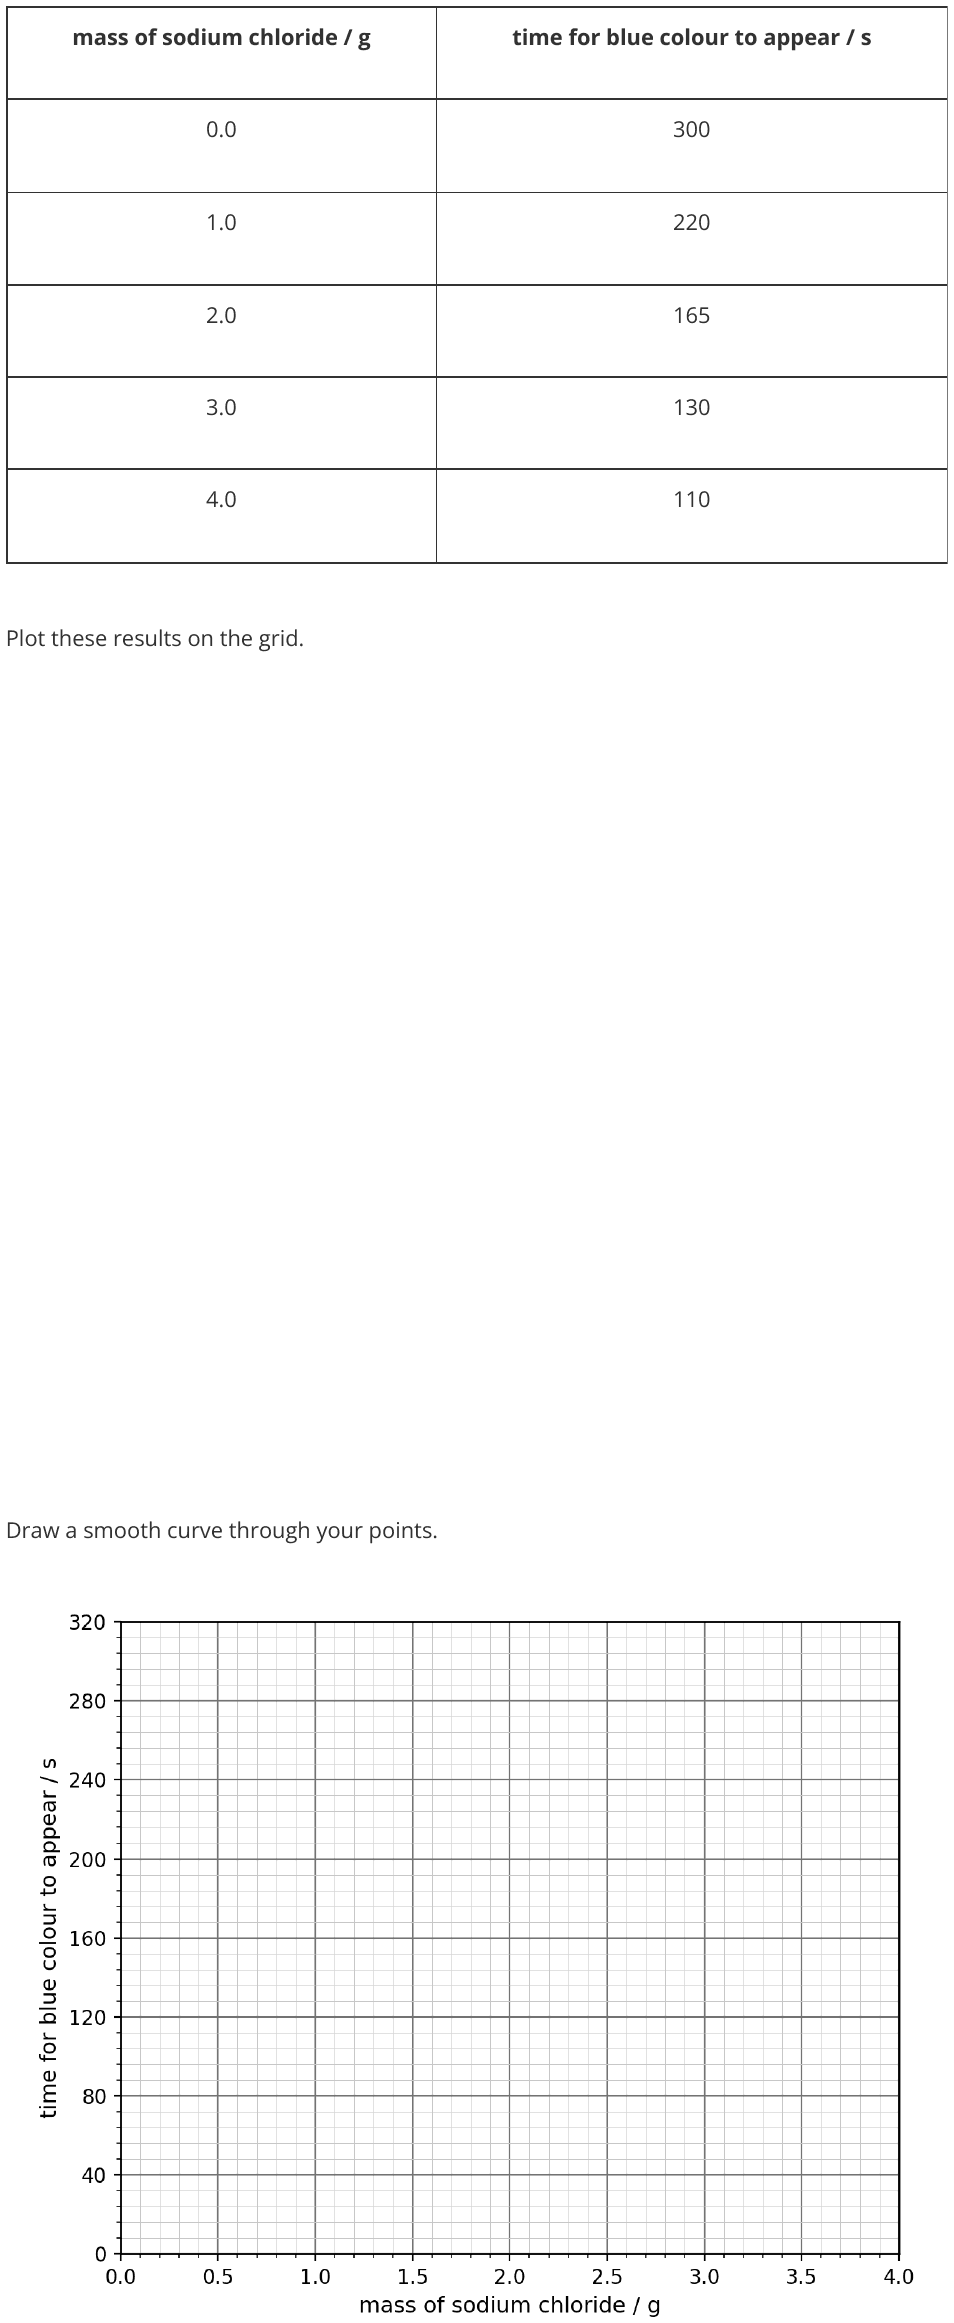 mass of sodium chloride / g time for blue colour to appear / s
0.0 300
1.0 220
2.0 165
3.0 130
4.0 110
Plot these results on the grid.
Draw a smooth curve through your points.
320
280
240
200
160
120
80
40
0
time for blue colour to appear / s
0.0 0.5 1.0 1.5 2.0 2.5 3.0 3.5 4.0
mass of sodium chloride / g